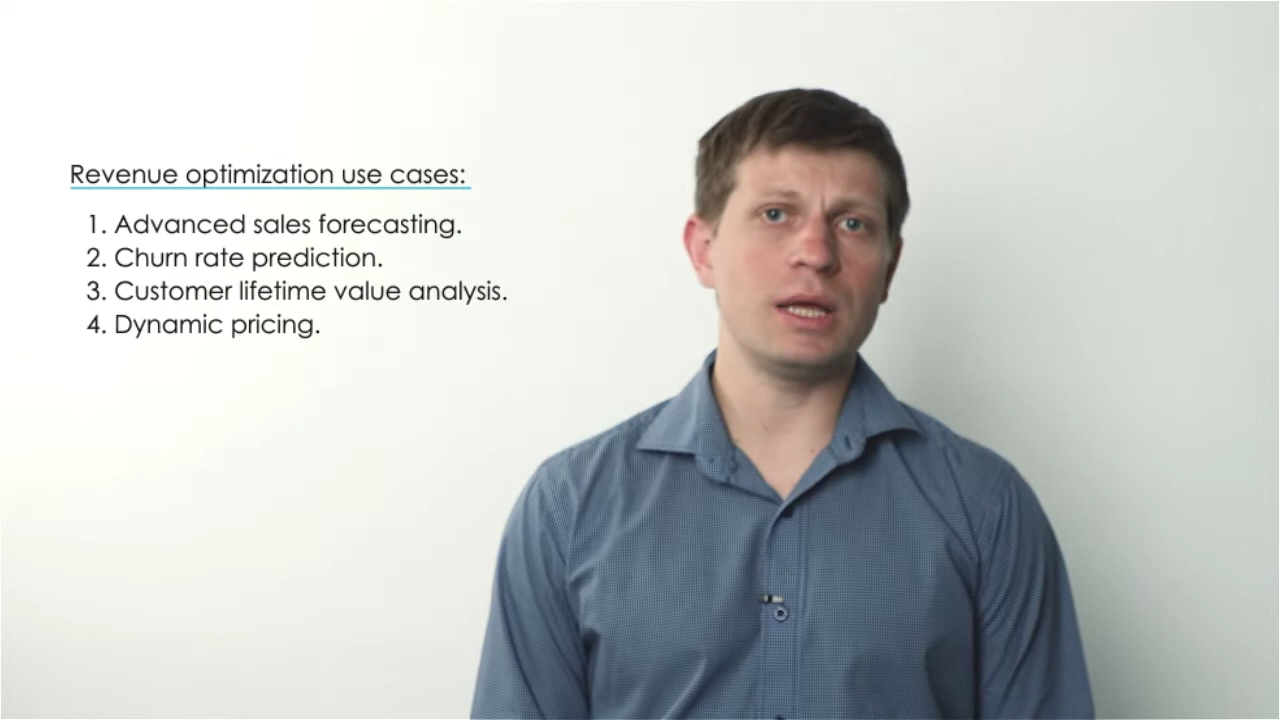 Revenue optimization use cases:
1. Advanced sales forecasting.
2. Churn rate prediction.
3. Customer lifetime value analysis.
4. Dynamic pricing.